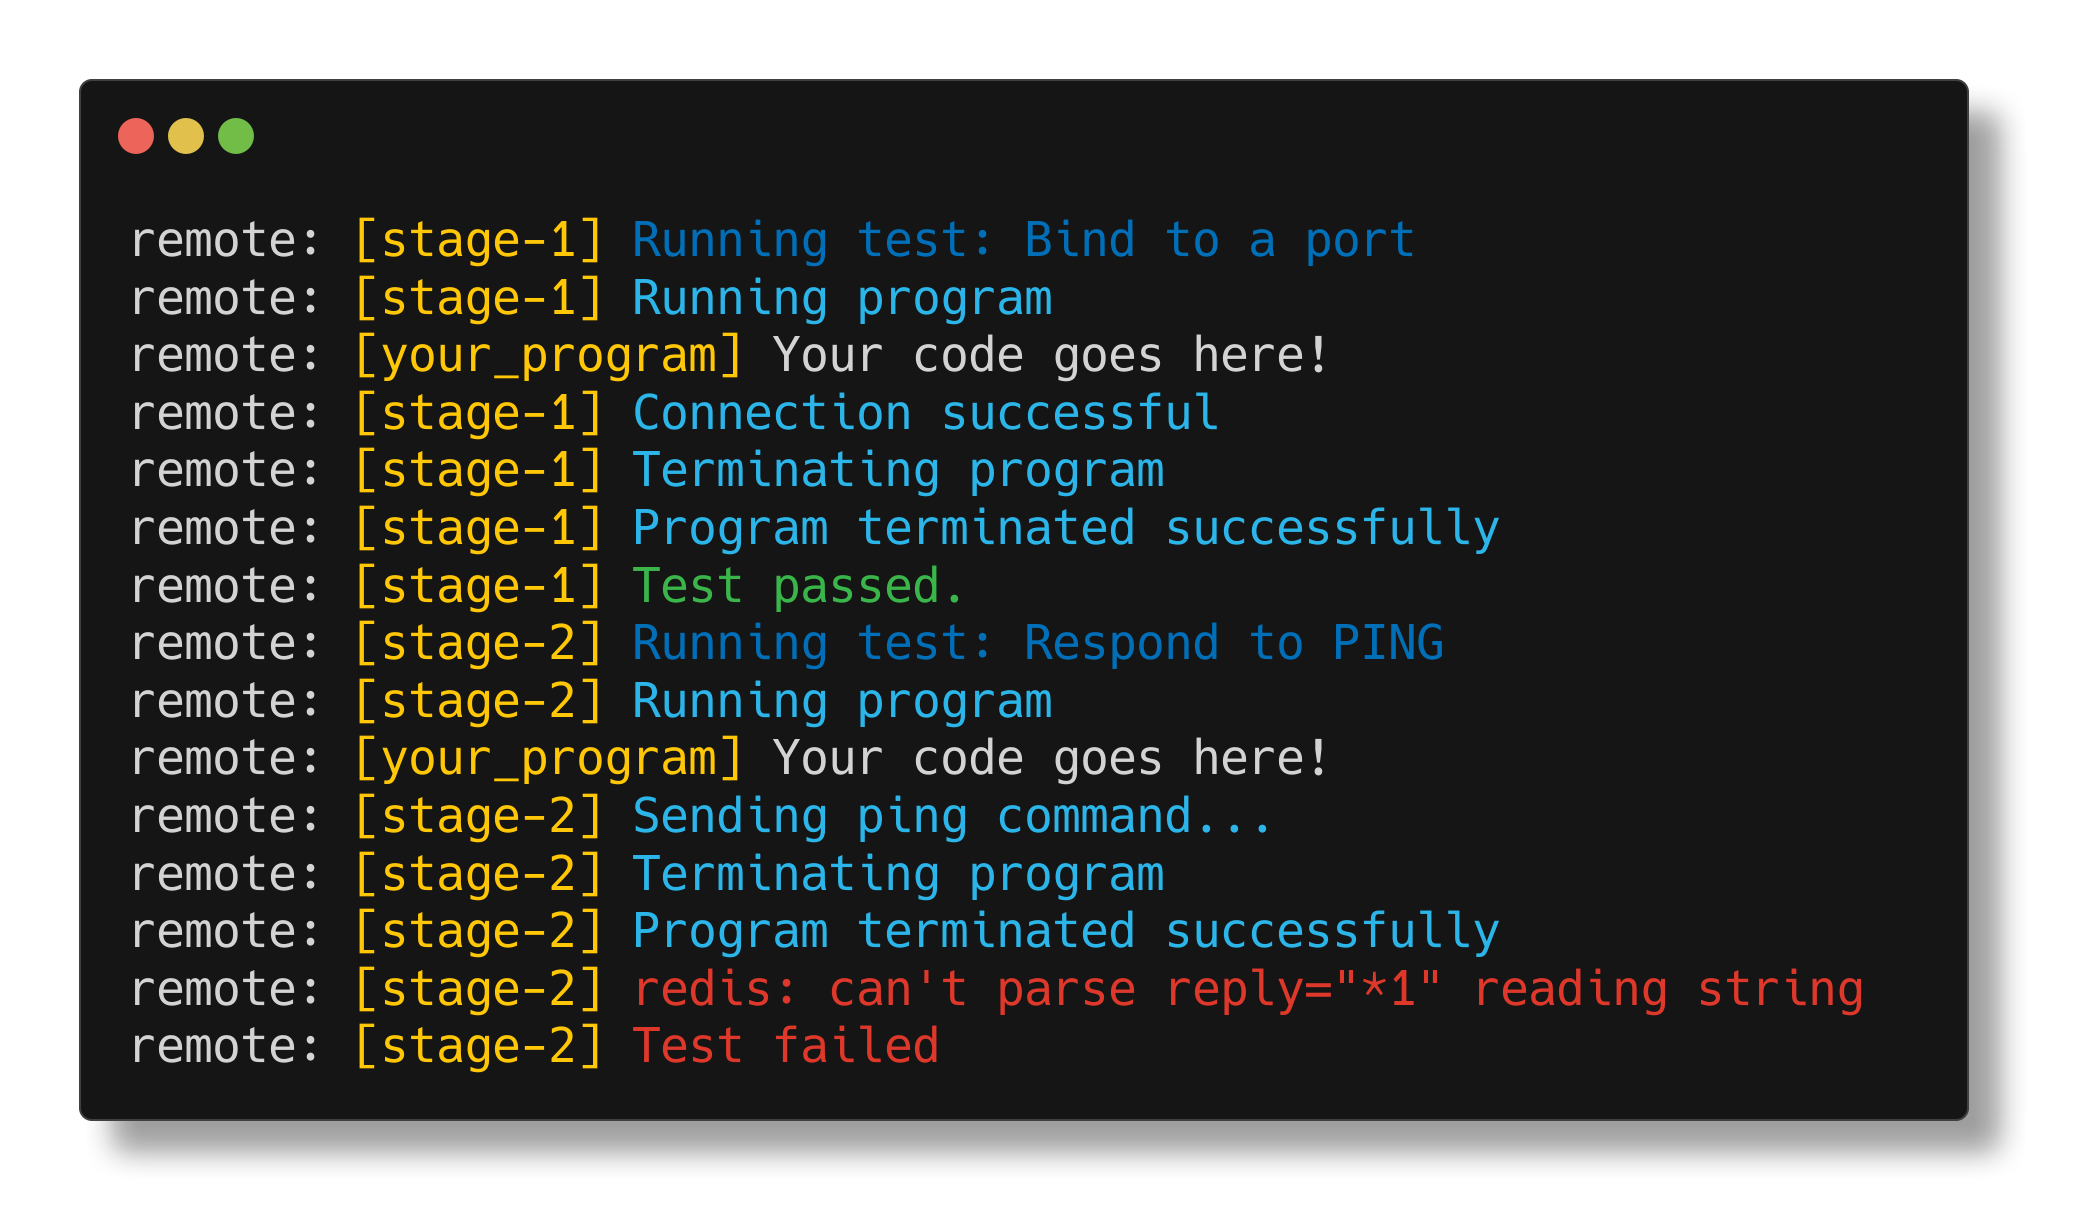 remote: [stage-1] Running test: Bind to a port
remote: [stage-1] Running program
remote: [your_program] Your code goes here!
remote: [stage-1] Connection successful
remote: [stage-1] Terminating program
remote: [stage-1] Program terminated successfully
remote: [stage-1] Test passed.
remote: [stage-2] Running test: Respond to PING
remote: [stage-2] Running program
remote: [your_program] Your code goes here!
remote: [stage-2] Sending ping command...
remote: [stage-2] Terminating program
remote: [stage-2] Program terminated successfully
remote: [stage-2] redis: can't parse reply="*1" reading string
remote: [stage-2] Test failed